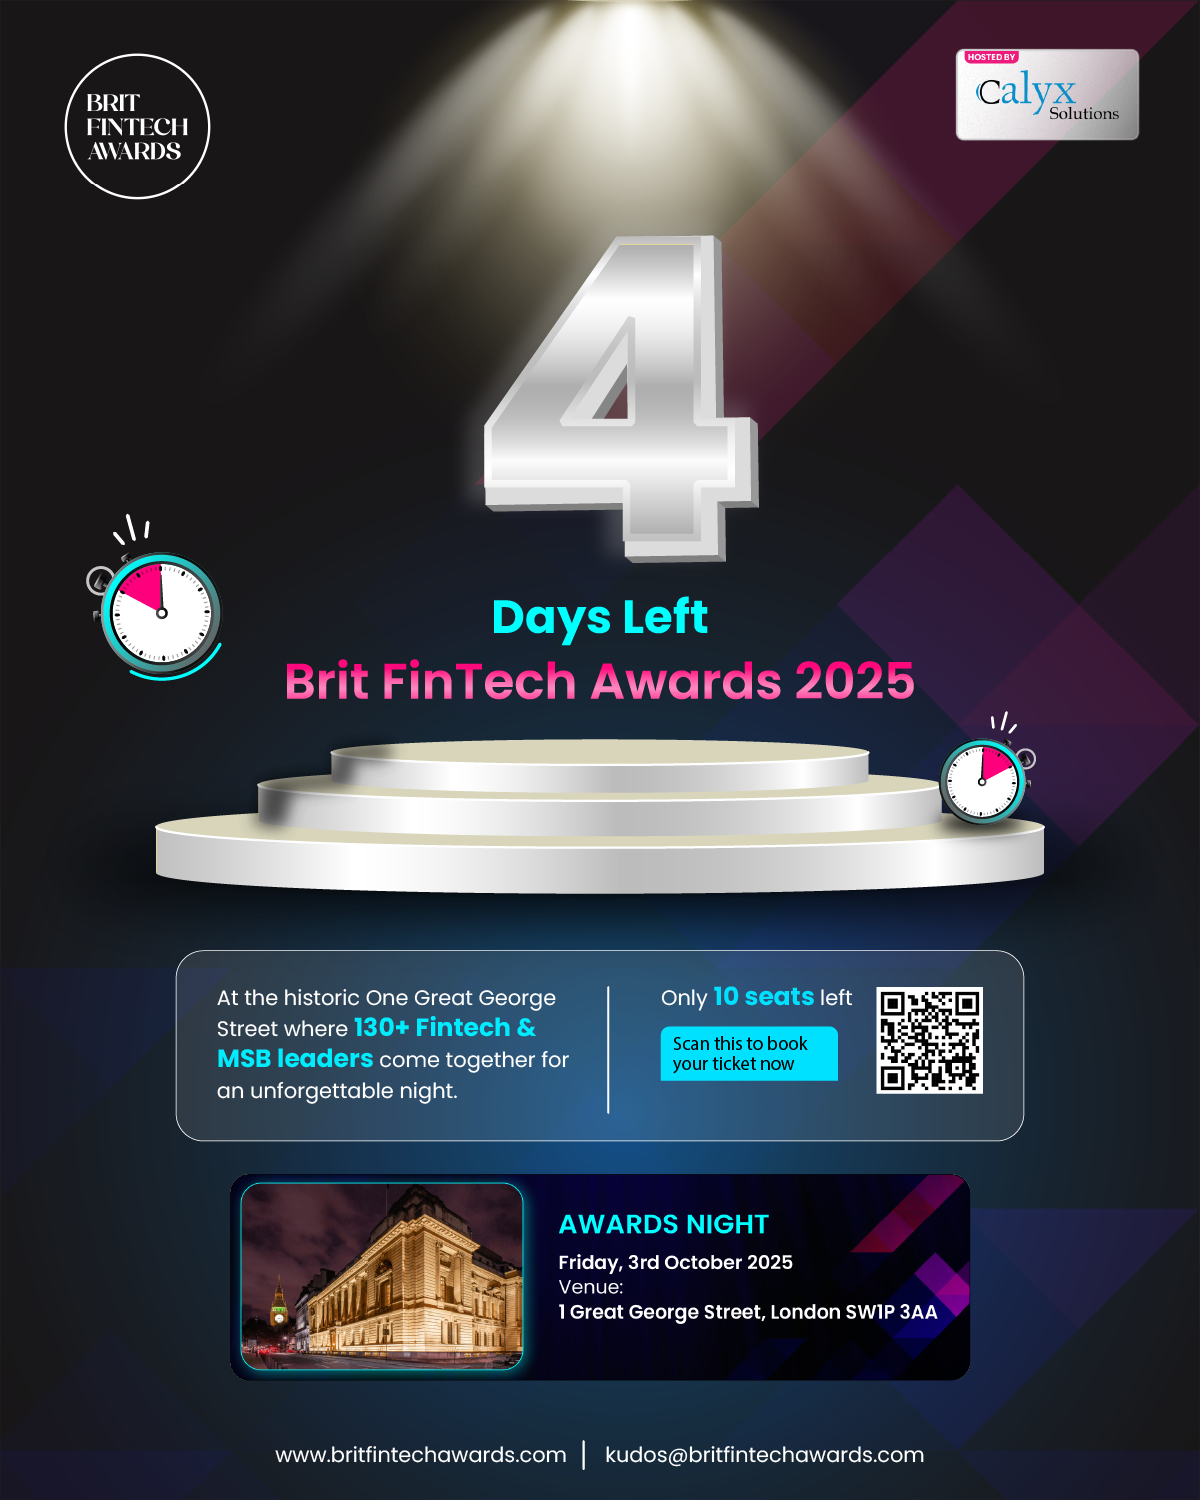 BRIT
FINTECH
AWARDS
HOSTED BY
Calyx
Solutions
4
Days Left
Brit FinTech Awards 2025
At the historic One Great George
Street where 130+ Fintech &
MSB leaders come together for
an unforgettable night.
Only 10 seats left
Scan this to book
your ticket now
AWARDS NIGHT
Friday, 3rd October 2025
Venue:
1 Great George Street, London SW1P 3AA
www.britfintechawards.com | kudos@britfintechawards.com